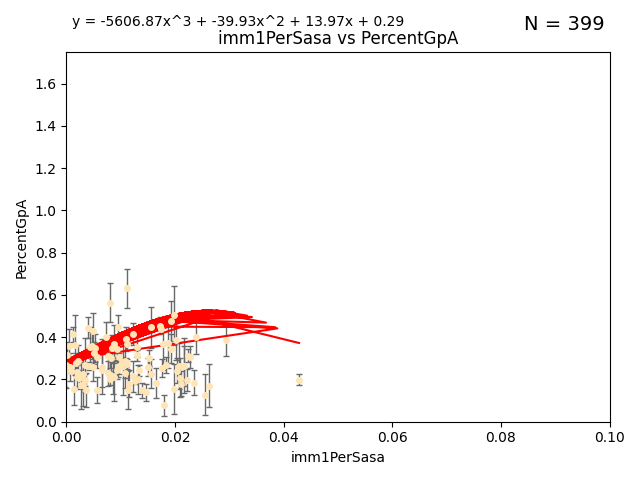 y = -5606.87x^3 + -39.93x^2 + 13.97x + 0.29
N = 399
imm1PerSasa vs PercentGpA
PercentGpA
1.6
1.4
1.2
1.0
0.8
0.6
0.4
0.2
0.0
0.00 0.02 0.04 0.06 0.08 0.10
imm1PerSasa